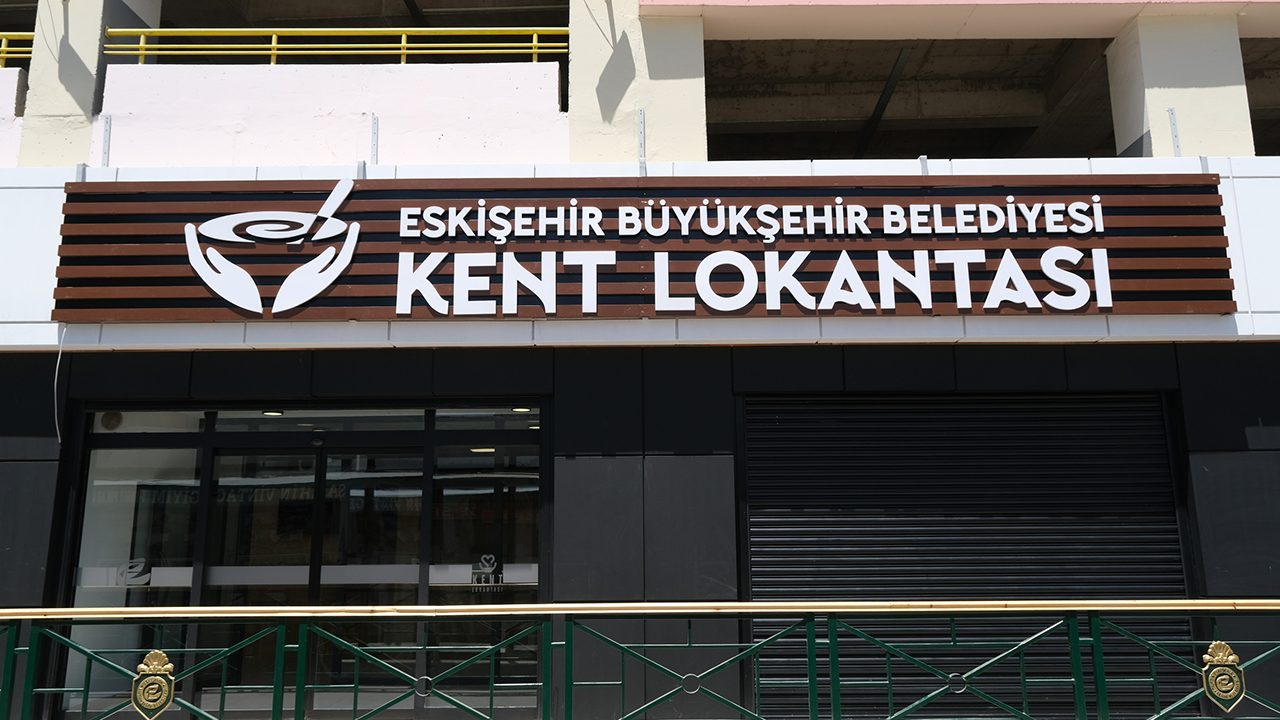 ESKİŞEHİR BÜYÜKŞEHİR BELEDİYESİ
KENT LOKANTASI
KENT
LOKANTASI